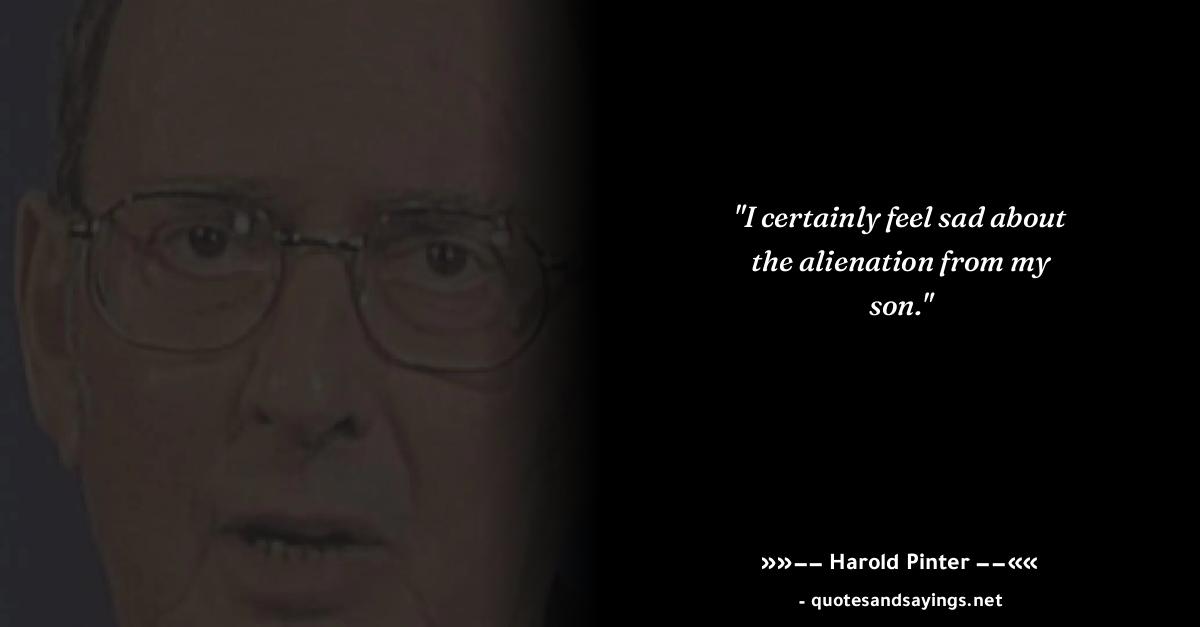 "I certainly feel sad about
the alienation from my
son."
»»−− Harold Pinter −−««
- quotesandsayings.net